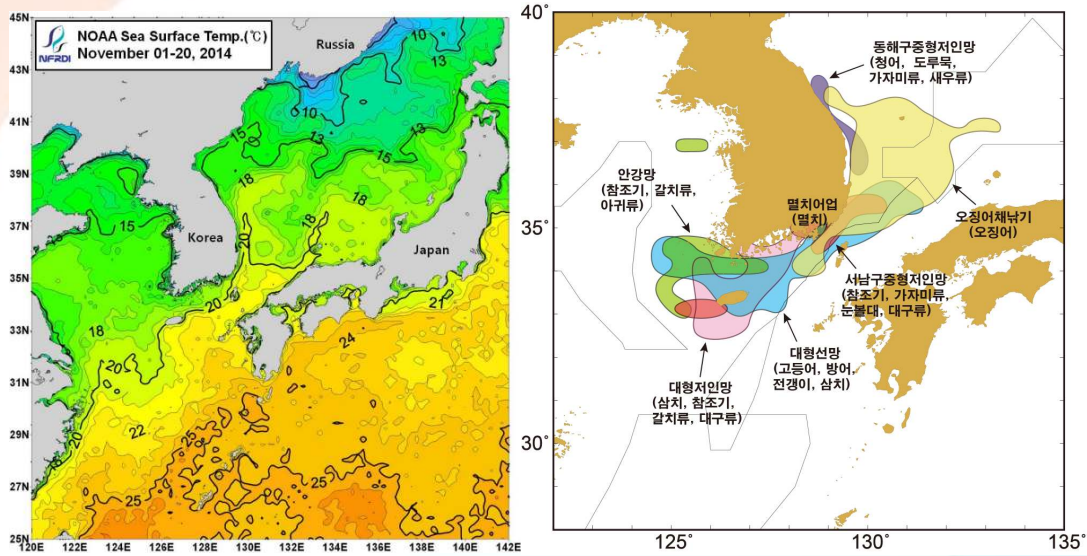 NFRDI
NOAA Sea Surface Temp.(℃)
November 01-20, 2014
Russia
Korea
Japan
45N
43N
41N
39N
37N
35N
33N
31N
29N
27N
25N
120E
122E
124E
126E
128E
130E
132E
134E
136E
138E
140E
142E
10
13
10
15
13
13
15
18
18
18
15
20
20
21
18
24
20
22
20
25
25
25
40°
35°
30°
125°
130°
135°
동해구중형저인망
(청어, 도루묵,
가자미류, 새우류)
안강망
(참조기, 갈치류,
아귀류)
멸치어업
(멸치)
오징어채낚기
(오징어)
서남구중형저인망
(참조기, 가자미류,
눈볼대, 대구류)
대형선망
(고등어, 방어,
전갱이, 삼치)
대형저인망
(삼치, 참조기,
갈치류, 대구류)